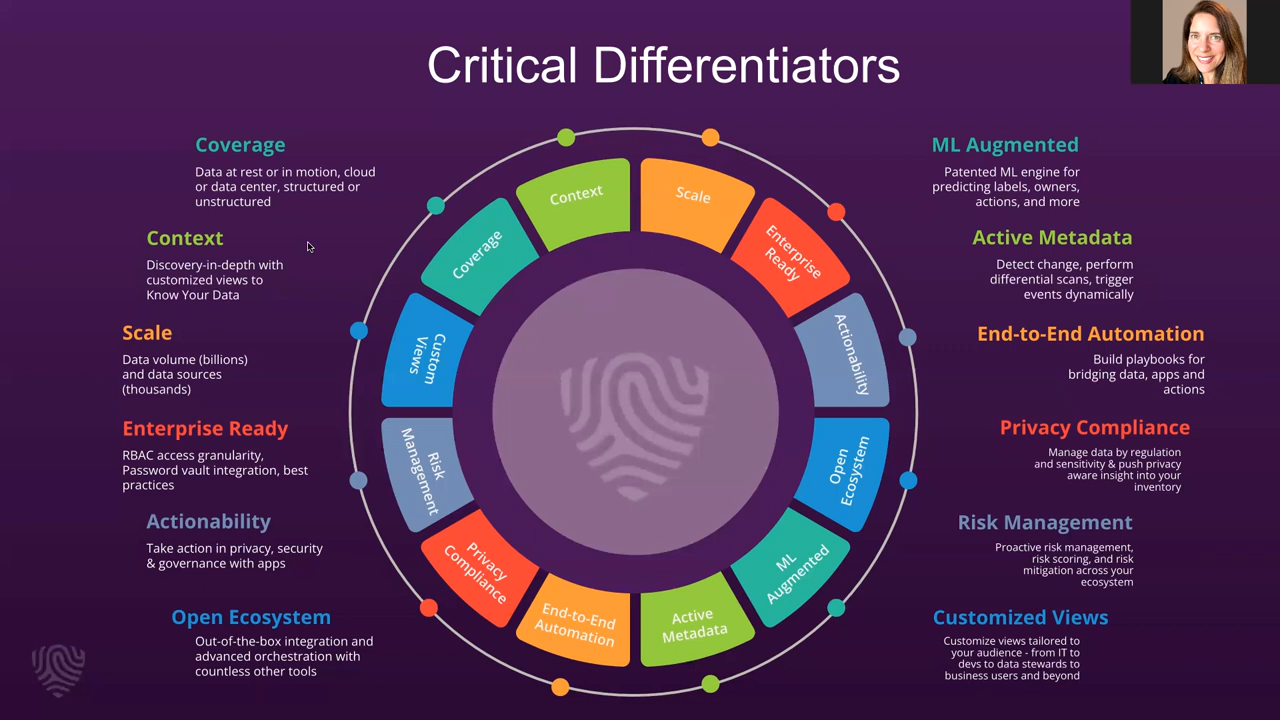 Critical Differentiators
Coverage
Data at rest or in motion, cloud
or data center, structured or
unstructured
Context
Discovery-in-depth with
customized views to
Know Your Data
Scale
Data volume (billions)
and data sources
(thousands)
Enterprise Ready
RBAC access granularity,
Password vault integration, best
practices
Actionability
Take action in privacy, security
& governance with apps
Open Ecosystem
Out-of-the-box integration and
advanced orchestration with
countless other tools
Context
Scale
Enterprise
Ready
Actionability
Open
Ecosystem
ML
Augmented
Active
Metadata
End-to-End
Automation
Privacy
Compliance
Risk
Management
Custom
Views
Coverage
ML Augmented
Patented ML engine for
predicting labels, owners,
actions, and more
Active Metadata
Detect change, perform
differential scans, trigger
events dynamically
End-to-End Automation
Build playbooks for
bridging data, apps and
actions
Privacy Compliance
Manage data by regulation
and sensitivity & push privacy
aware insight into your
inventory
Risk Management
Proactive risk management,
risk scoring, and risk
mitigation across your
ecosystem
Customized Views
Customize views tailored to
your audience - from IT to
devs to data stewards to
business users and beyond